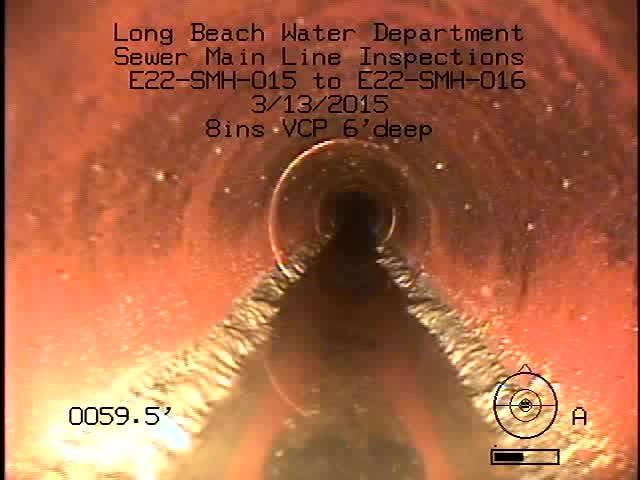 Long Beach Water Department
Sewer Main Line Inspections
E22-SMH-015 to E22-SMH-016
3/13/2015
8ins VCP 6'deep
0059.5'
A